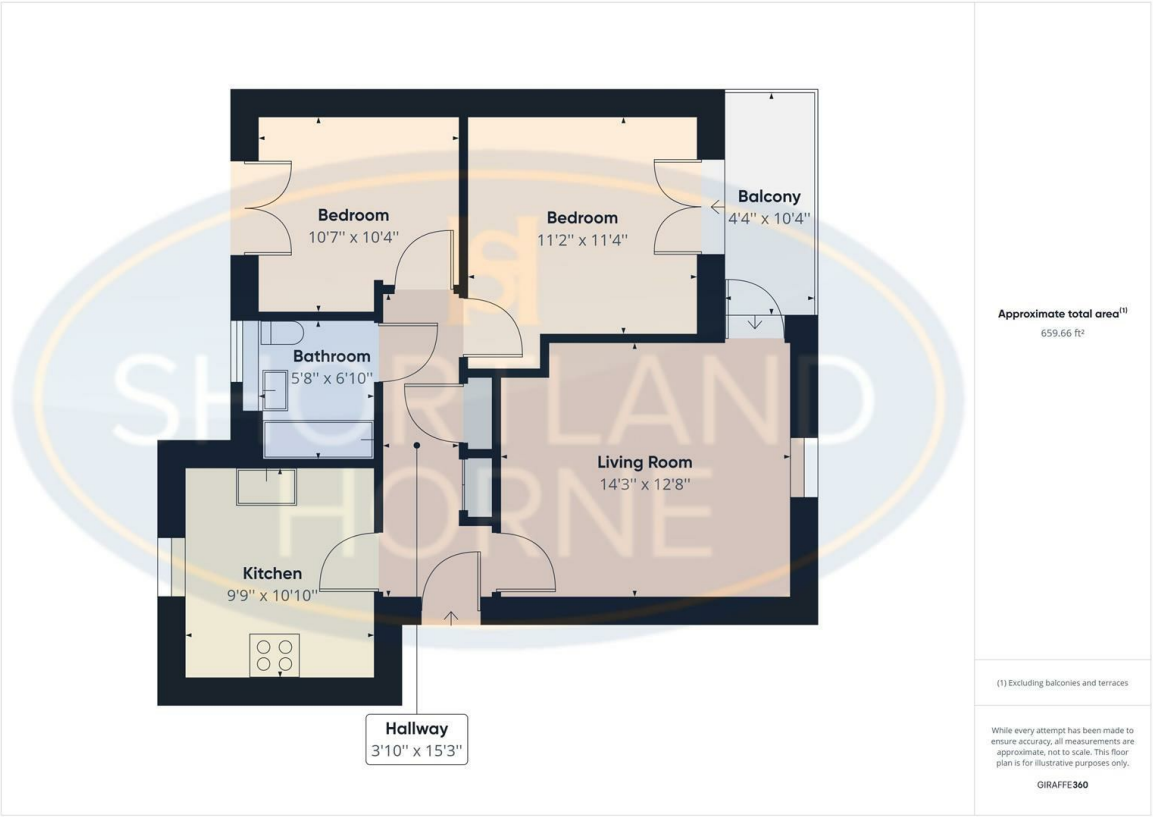 Bedroom
10'7'' x 10'4''
Bedroom
11'2'' x 11'4''
Balcony
4'4'' x 10'4''
Bathroom
5'8'' x 6'10''
Living Room
14'3'' x 12'8''
Kitchen
9'9'' x 10'10''
Hallway
3'10'' x 15'3''
sh
SHORTLAND
HORNE
Approximate total area(1)
659.66 ft²
(1) Excluding balconies and terraces
While every attempt has been made to
ensure accuracy, all measurements are
approximate, not to scale. This floor
plan is for illustrative purposes only.
GIRAFFE360